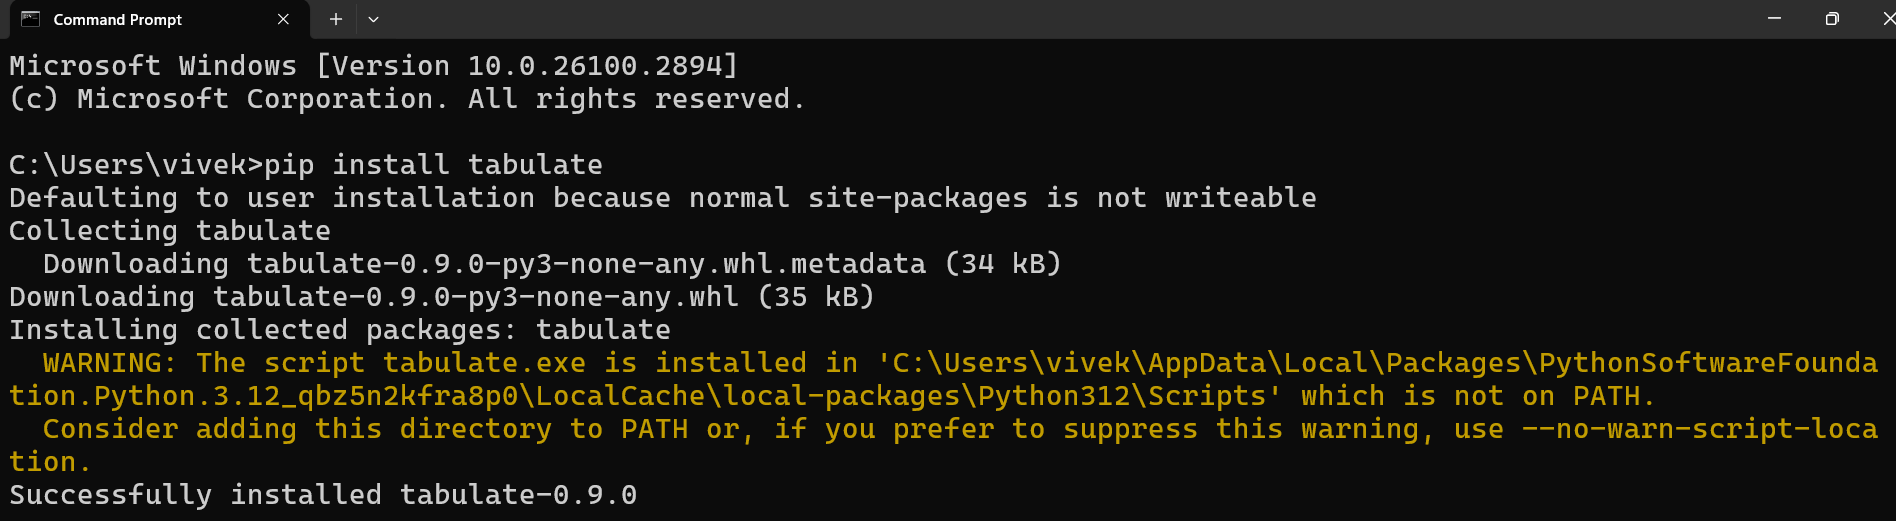 Command Prompt
Microsoft Windows [Version 10.0.26100.2894]
(c) Microsoft Corporation. All rights reserved.
C:\Users\vivek>pip install tabulate
Defaulting to user installation because normal site-packages is not writeable
Collecting tabulate
  Downloading tabulate-0.9.0-py3-none-any.whl.metadata (34 kB)
Downloading tabulate-0.9.0-py3-none-any.whl (35 kB)
Installing collected packages: tabulate
  WARNING: The script tabulate.exe is installed in 'C:\Users\vivek\AppData\Local\Packages\PythonSoftwareFounda
tion.Python.3.12_qbz5n2kfra8p0\LocalCache\local-packages\Python312\Scripts' which is not on PATH.
  Consider adding this directory to PATH or, if you prefer to suppress this warning, use --no-warn-script-loca
tion.
Successfully installed tabulate-0.9.0